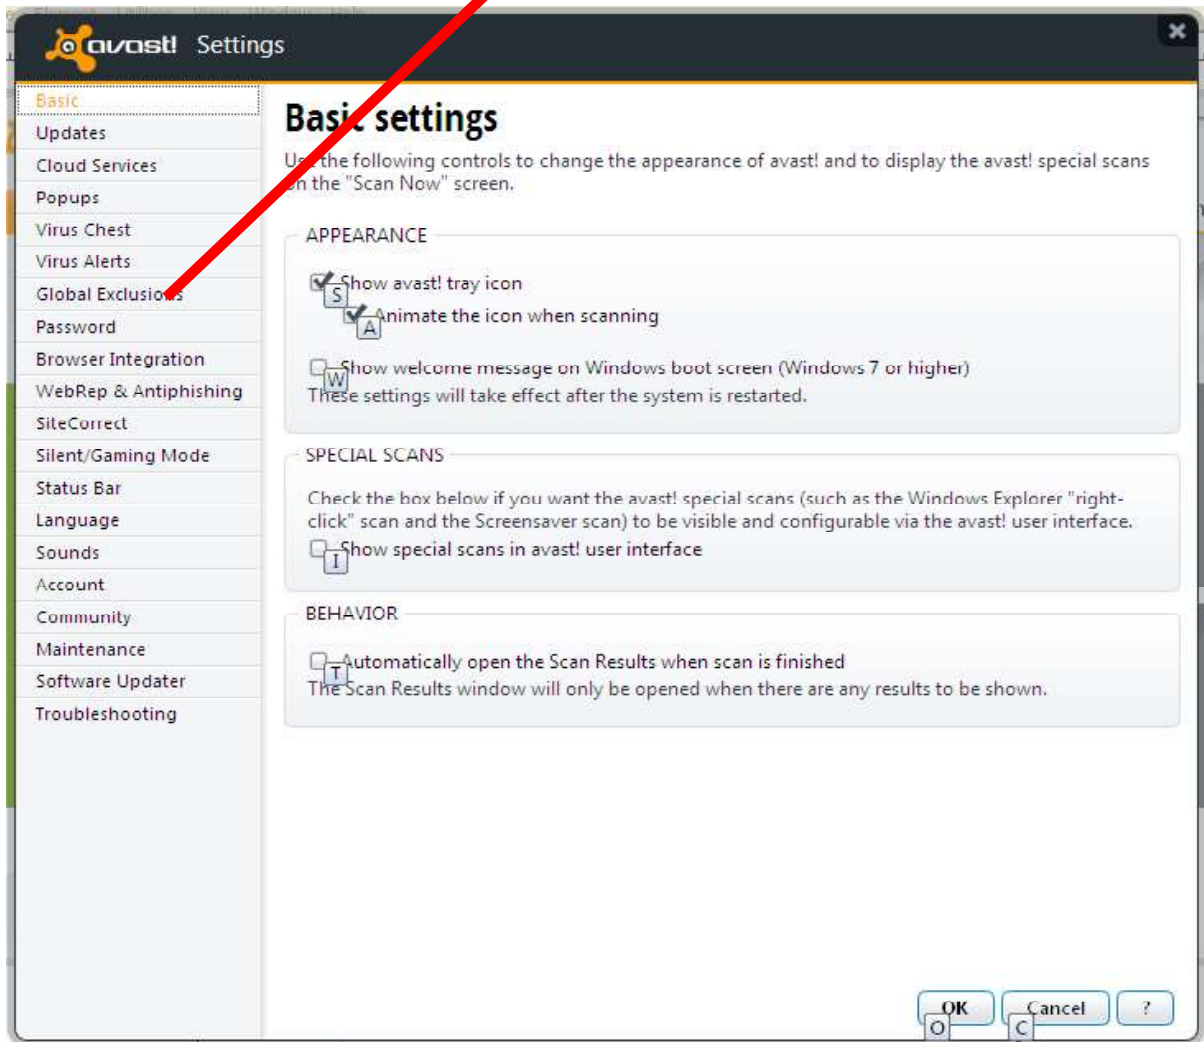 Element Utilities View Window Help
avast! Settings
Basic
Updates
Cloud Services
Popups
Virus Chest
Virus Alerts
Global Exclusions
Password
Browser Integration
WebRep & Antiphishing
SiteCorrect
Silent/Gaming Mode
Status Bar
Language
Sounds
Account
Community
Maintenance
Software Updater
Troubleshooting
Basic settings
Use the following controls to change the appearance of avast! and to display the avast! special scans
on the "Scan Now" screen.
APPEARANCE
Show avast! tray icon
S
Animate the icon when scanning
A
Show welcome message on Windows boot screen (Windows 7 or higher)
W
These settings will take effect after the system is restarted.
SPECIAL SCANS
Check the box below if you want the avast! special scans (such as the Windows Explorer "right-
click" scan and the Screensaver scan) to be visible and configurable via the avast! user interface.
Show special scans in avast! user interface
I
BEHAVIOR
Automatically open the Scan Results when scan is finished
T
The Scan Results window will only be opened when there are any results to be shown.
OK Cancel ?
O C